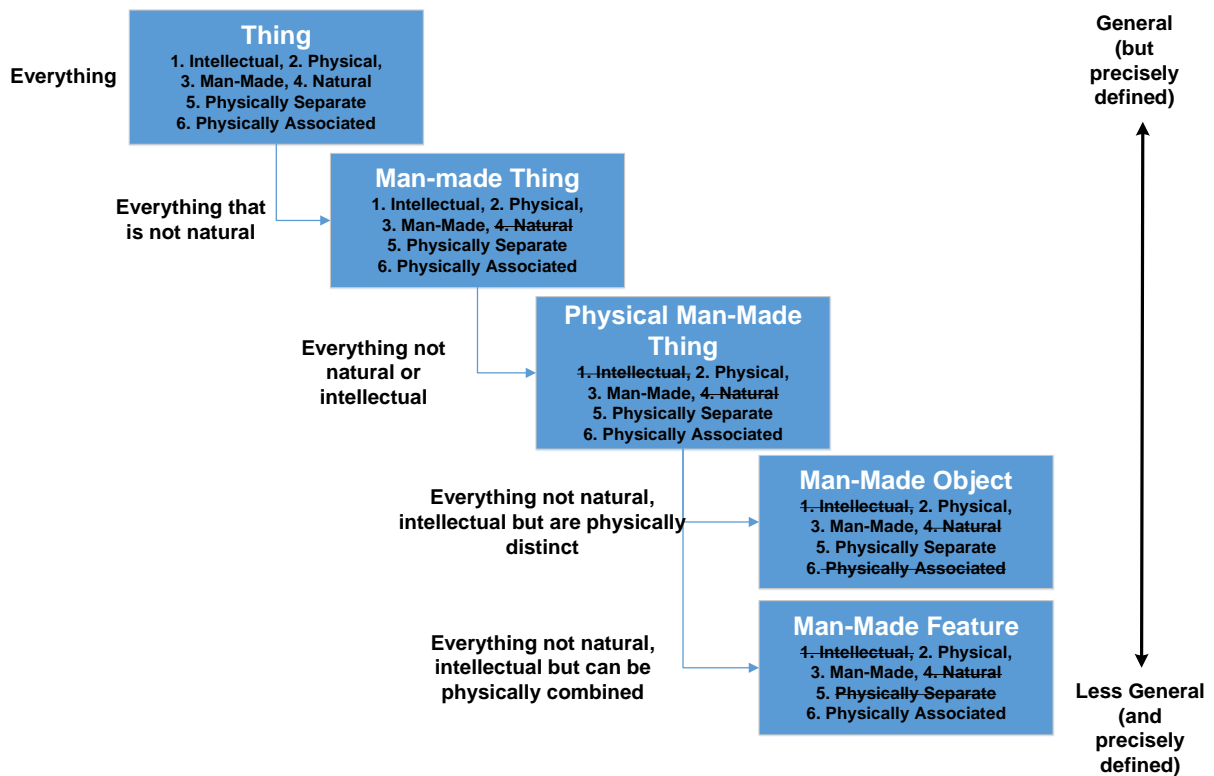 Everything
Thing
1. Intellectual, 2. Physical,
3. Man-Made, 4. Natural
5. Physically Separate
6. Physically Associated
General
(but
precisely
defined)
Everything that
is not natural
Man-made Thing
1. Intellectual, 2. Physical,
3. Man-Made, 4. Natural
5. Physically Separate
6. Physically Associated
Everything not
natural or
intellectual
Physical Man-Made
Thing
1. Intellectual, 2. Physical,
3. Man-Made, 4. Natural
5. Physically Separate
6. Physically Associated
Everything not natural,
intellectual but are physically
distinct
Man-Made Object
1. Intellectual, 2. Physical,
3. Man-Made, 4. Natural
5. Physically Separate
6. Physically Associated
Everything not natural,
intellectual but can be
physically combined
Man-Made Feature
1. Intellectual, 2. Physical,
3. Man-Made, 4. Natural
5. Physically Separate
6. Physically Associated
Less General
(and
precisely
defined)